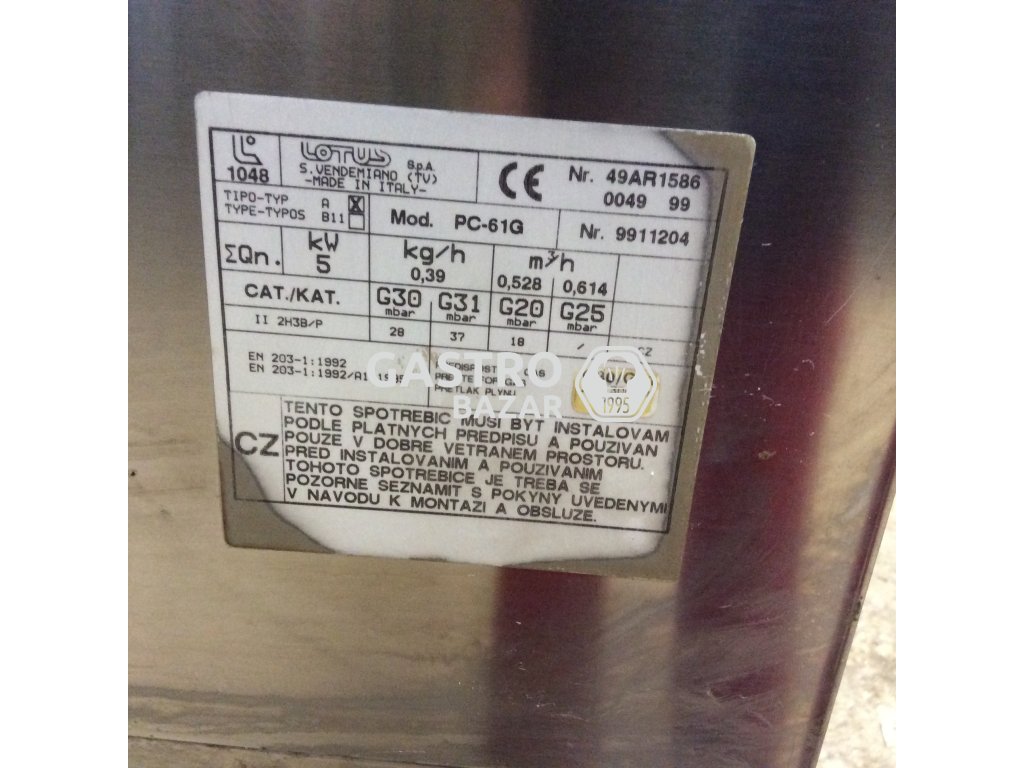 1048
LOTUS S.p.A.
S. VENDEMIANO (TV)
-MADE IN ITALY-
CE
Nr. 49AR1586
0049 99
TIPO-TYP A X
TYPE-TYPOS B11
Mod. PC-61G
Nr. 9911204
ΣQn. kW 5
kg/h 0,39
m³/h 0,528 0,614
CAT./KAT. G30 mbar G31 mbar G20 mbar G25 mbar
II 2H3B/P 28 37 18 / CZ
EN 203-1:1992
EN 203-1:1992/A1:1995
PRETLAK PLYNU
1995
GASTRO
BAZAR
CZ
TENTO SPOTREBIC MUSI BYT INSTALOVAM
PODLE PLATNYCH PREDPISU A POUZIVAN
POUZE V DOBRE VETRANEM PROSTORU.
PRED INSTALOVANIM A POUZIVANIM
TOHOTO SPOTREBICE JE TREBA SE
POZORNE SEZNAMIT S POKYNY UVEDENYMI
V NAVODU K MONTAZI A OBSLUZE.